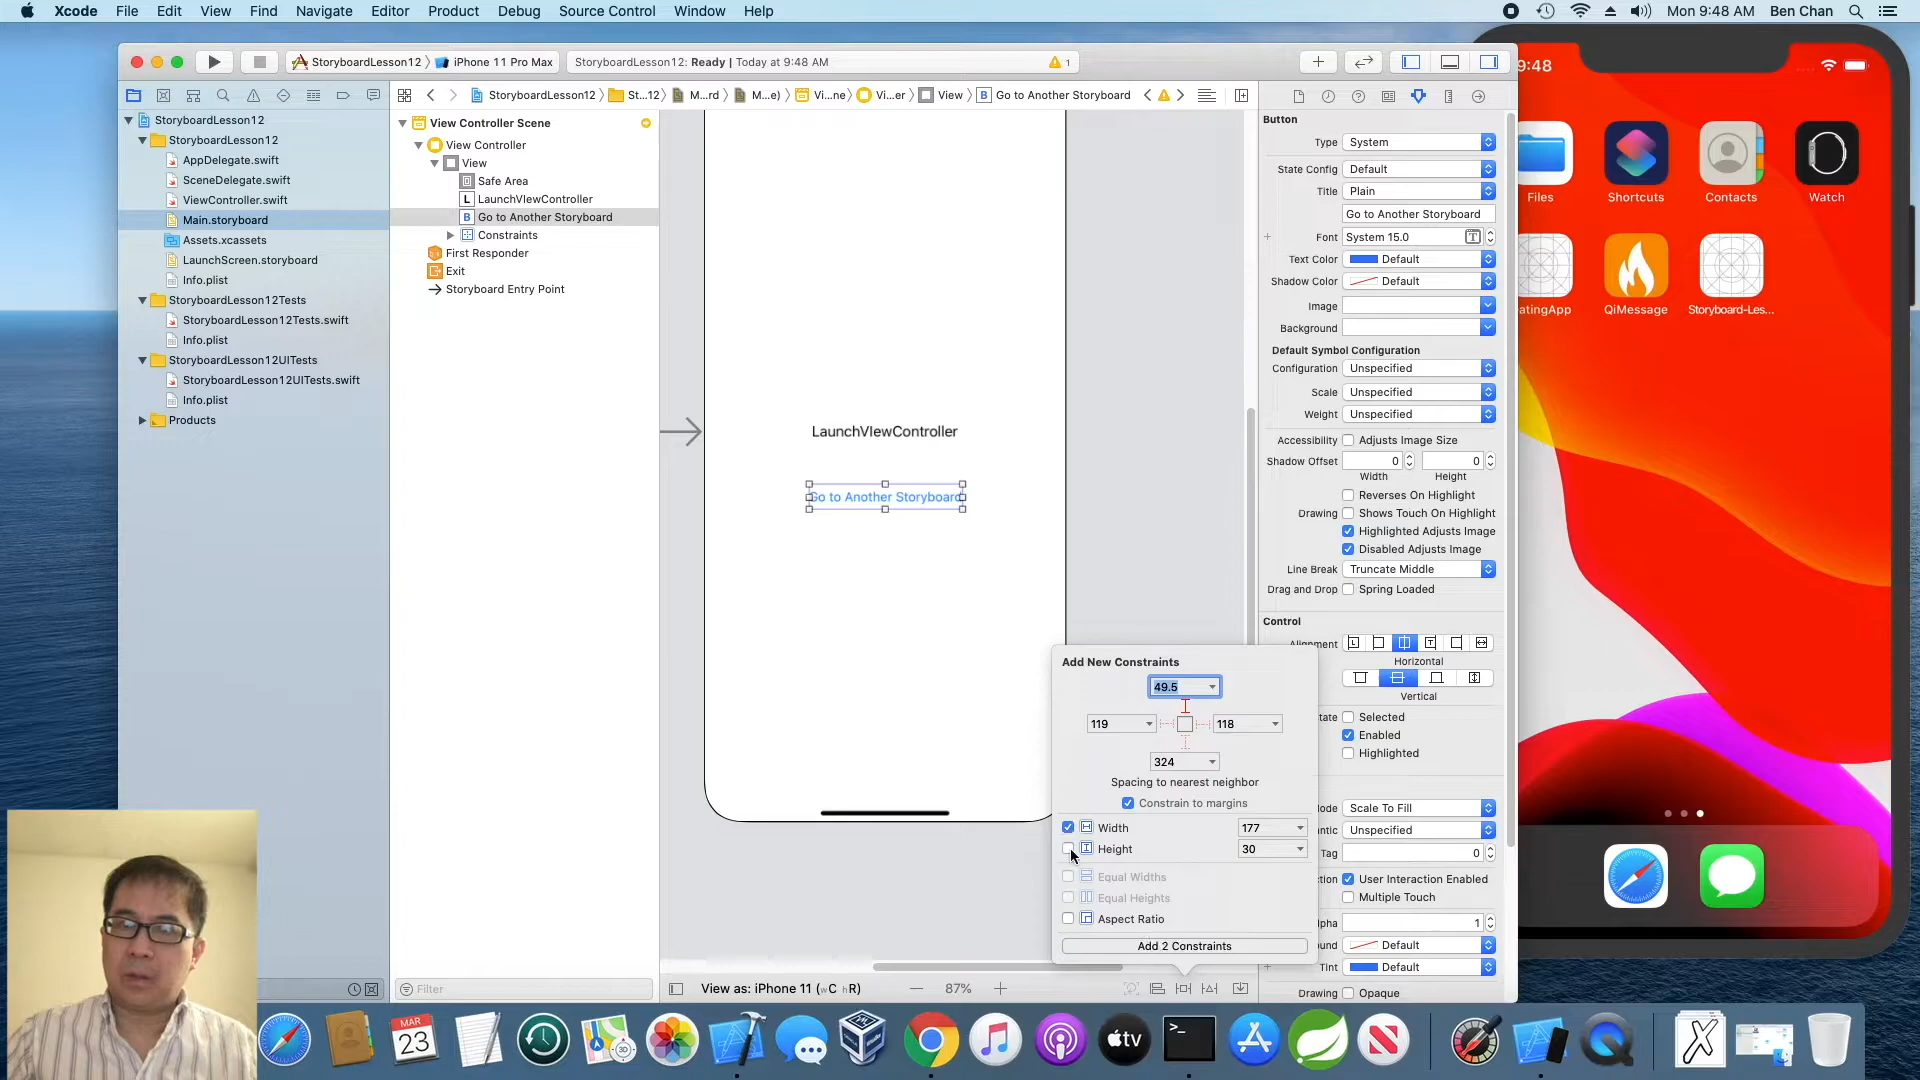 Xcode File Edit View Find Navigate Editor Product Debug Source Control Window Help
Mon 9:48 AM Ben Chan
StoryboardLesson12 iPhone 11 Pro Max StoryboardLesson12: Ready | Today at 9:48 AM 1
9:48
StoryboardLesson12 St...12 M...rd M...e) Vi...ne Vi...er View B Go to Another Storyboard
StoryboardLesson12
StoryboardLesson12
AppDelegate.swift
SceneDelegate.swift
ViewController.swift
Main.storyboard
Assets.xcassets
LaunchScreen.storyboard
Info.plist
StoryboardLesson12Tests
StoryboardLesson12Tests.swift
Info.plist
StoryboardLesson12UITests
StoryboardLesson12UITests.swift
Info.plist
Products
View Controller Scene
View Controller
View
Safe Area
L LaunchVIewController
B Go to Another Storyboard
Constraints
First Responder
Exit
Storyboard Entry Point
Filter
LaunchVIewController
Go to Another Storyboard
View as: iPhone 11 (wC hR) 87%
Add New Constraints
49.5
119 118
324
Spacing to nearest neighbor
Constrain to margins
Width 177
Height 30
Equal Widths
Equal Heights
Aspect Ratio
Add 2 Constraints
Button
Type System
State Config Default
Title Plain
Go to Another Storyboard
Font System 15.0 T
Text Color Default
Shadow Color Default
Image
Background
Default Symbol Configuration
Configuration Unspecified
Scale Unspecified
Weight Unspecified
Accessibility Adjusts Image Size
Shadow Offset 0 0
Width Height
Reverses On Highlight
Drawing Shows Touch On Highlight
Highlighted Adjusts Image
Disabled Adjusts Image
Line Break Truncate Middle
Drag and Drop Spring Loaded
Control
Alignment
Horizontal
Vertical
tate Selected
Enabled
Highlighted
ode Scale To Fill
ntic Unspecified
Tag 0
ction User Interaction Enabled
Multiple Touch
pha 1
und Default
Tint Default
Drawing Opaque
Files Shortcuts Contacts Watch
atingApp QiMessage Storyboard-Les...
MAR
23
tv